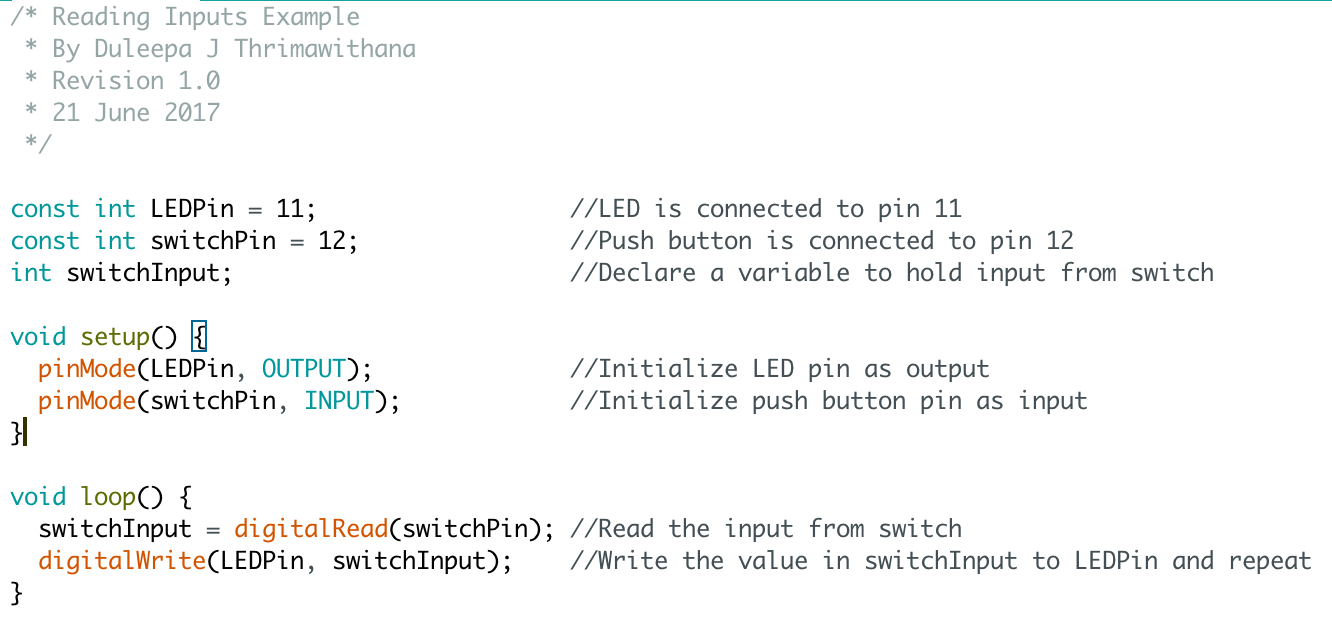 /* Reading Inputs Example
 * By Duleepa J Thrimawithana
 * Revision 1.0
 * 21 June 2017
 */

const int LEDPin = 11;                  //LED is connected to pin 11
const int switchPin = 12;               //Push button is connected to pin 12
int switchInput;                        //Declare a variable to hold input from switch

void setup() {
  pinMode(LEDPin, OUTPUT);              //Initialize LED pin as output
  pinMode(switchPin, INPUT);            //Initialize push button pin as input
}

void loop() {
  switchInput = digitalRead(switchPin); //Read the input from switch
  digitalWrite(LEDPin, switchInput);    //Write the value in switchInput to LEDPin and repeat
}